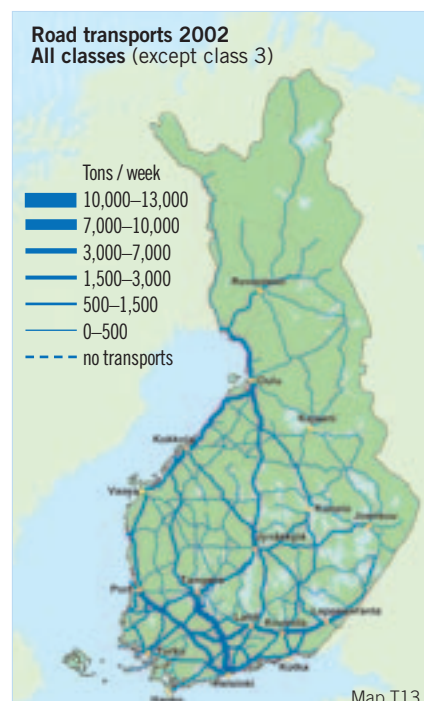 Road transports 2002
All classes (except class 3)
Tons / week
10,000–13,000
7,000–10,000
3,000–7,000
1,500–3,000
500–1,500
0–500
no transports
Rovaniemi
Oulu
Kajaani
Kokkola
Vaasa
Kuopio
Joensuu
Jyväskylä
Tampere
Pori
Lahti
Kouvola
Lappeenranta
Turku
Kotka
Helsinki
Hanko
Map T13